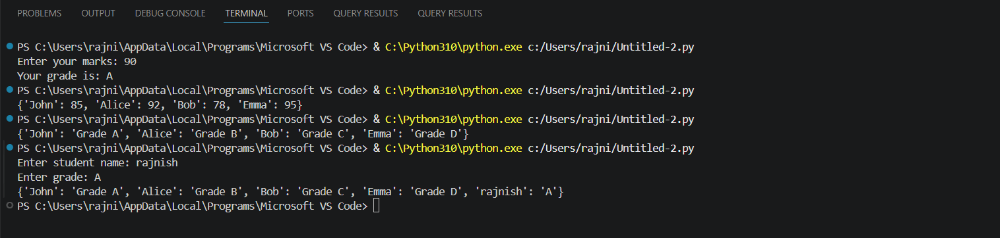 PROBLEMS OUTPUT DEBUG CONSOLE TERMINAL PORTS QUERY RESULTS QUERY RESULTS
PS C:\Users\rajni\AppData\Local\Programs\Microsoft VS Code> & C:\Python310\python.exe c:/Users/rajni/Untitled-2.py
Enter your marks: 90
Your grade is: A
PS C:\Users\rajni\AppData\Local\Programs\Microsoft VS Code> & C:\Python310\python.exe c:/Users/rajni/Untitled-2.py
{'John': 85, 'Alice': 92, 'Bob': 78, 'Emma': 95}
PS C:\Users\rajni\AppData\Local\Programs\Microsoft VS Code> & C:\Python310\python.exe c:/Users/rajni/Untitled-2.py
{'John': 'Grade A', 'Alice': 'Grade B', 'Bob': 'Grade C', 'Emma': 'Grade D'}
PS C:\Users\rajni\AppData\Local\Programs\Microsoft VS Code> & C:\Python310\python.exe c:/Users/rajni/Untitled-2.py
Enter student name: rajnish
Enter grade: A
{'John': 'Grade A', 'Alice': 'Grade B', 'Bob': 'Grade C', 'Emma': 'Grade D', 'rajnish': 'A'}
PS C:\Users\rajni\AppData\Local\Programs\Microsoft VS Code>